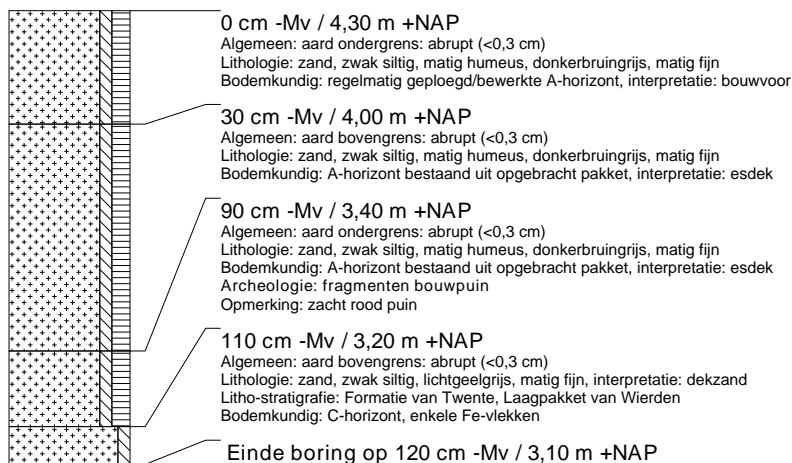 0 cm -Mv / 4,30 m +NAP
Algemeen: aard ondergrens: abrupt (<0,3 cm)
Lithologie: zand, zwak siltig, matig humeus, donkerbruingrijs, matig fijn
Bodemkundig: regelmatig geploegd/bewerkte A-horizont, interpretatie: bouwvoor
30 cm -Mv / 4,00 m +NAP
Algemeen: aard bovengrens: abrupt (<0,3 cm)
Lithologie: zand, zwak siltig, matig humeus, donkerbruingrijs, matig fijn
Bodemkundig: A-horizont bestaand uit opgebracht pakket, interpretatie: esdek
90 cm -Mv / 3,40 m +NAP
Algemeen: aard ondergrens: abrupt (<0,3 cm)
Lithologie: zand, zwak siltig, matig humeus, donkerbruingrijs, matig fijn
Bodemkundig: A-horizont bestaand uit opgebracht pakket, interpretatie: esdek
Archeologie: fragmenten bouwpuin
Opmerking: zacht rood puin
110 cm -Mv / 3,20 m +NAP
Algemeen: aard bovengrens: abrupt (<0,3 cm)
Lithologie: zand, zwak siltig, lichtgeelgrijs, matig fijn, interpretatie: dekzand
Litho-stratigrafie: Formatie van Twente, Laagpakket van Wierden
Bodemkundig: C-horizont, enkele Fe-vlekken
Einde boring op 120 cm -Mv / 3,10 m +NAP